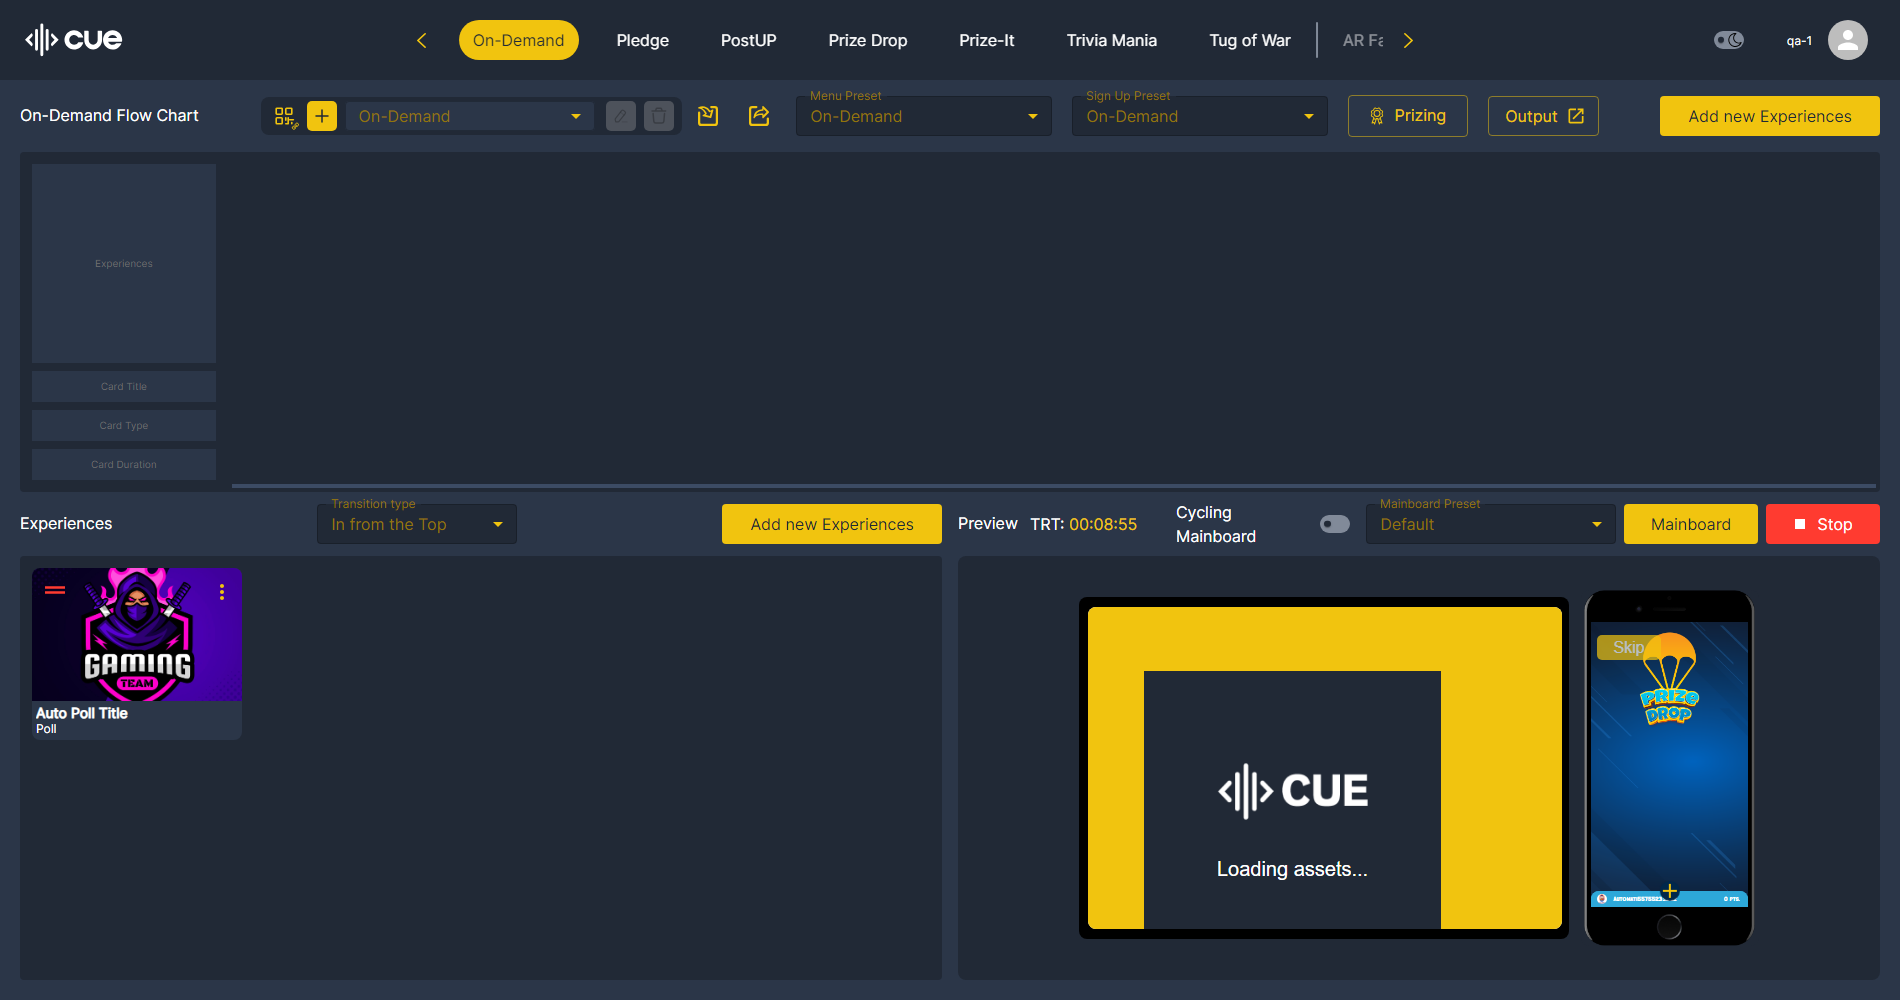 CUE
On-Demand
Pledge
PostUP
Prize Drop
Prize-It
Trivia Mania
Tug of War
AR Fa
qa-1
On-Demand Flow Chart
On-Demand
Menu Preset
On-Demand
Sign Up Preset
On-Demand
Prizing
Output
Add new Experiences
Experiences
Card Title
Card Type
Card Duration
Experiences
Transition type
In from the Top
Add new Experiences
Preview
TRT: 00:08:55
Cycling
Mainboard
Mainboard Preset
Default
Mainboard
Stop
GAMING
TEAM
Auto Poll Title
Poll
CUE
Loading assets...
Skip
PRIZE
DROP
0 PTS.